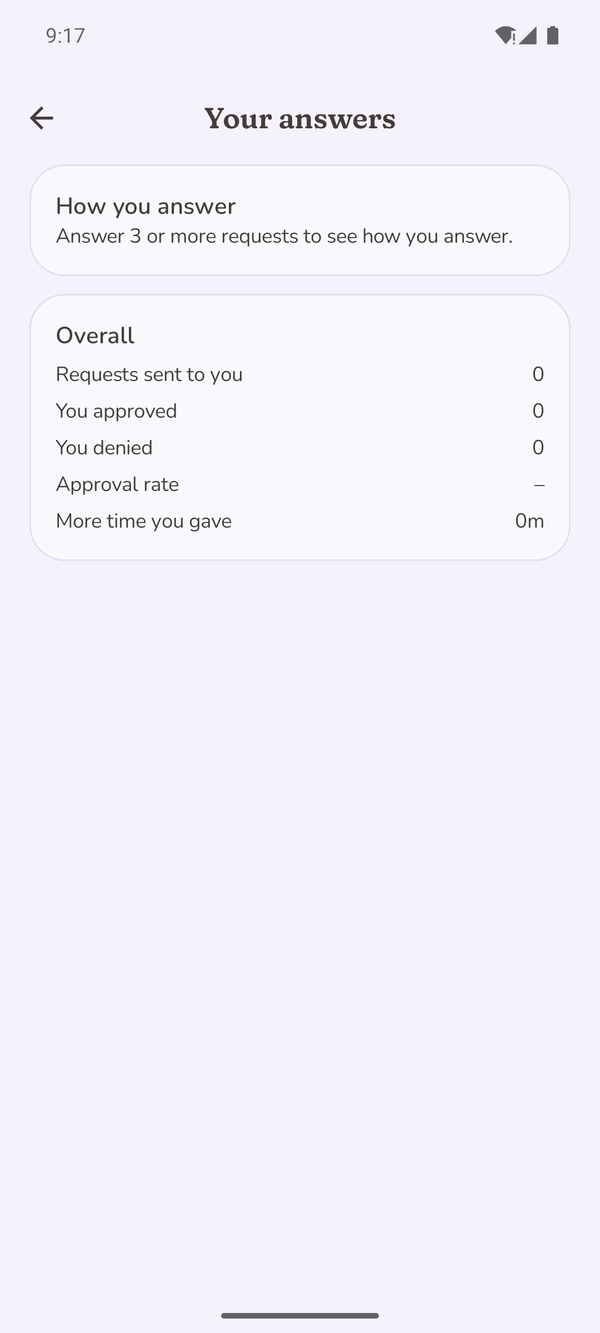 9:17
Your answers
How you answer
Answer 3 or more requests to see how you answer.
Overall
Requests sent to you 0
You approved 0
You denied 0
Approval rate –
More time you gave 0m